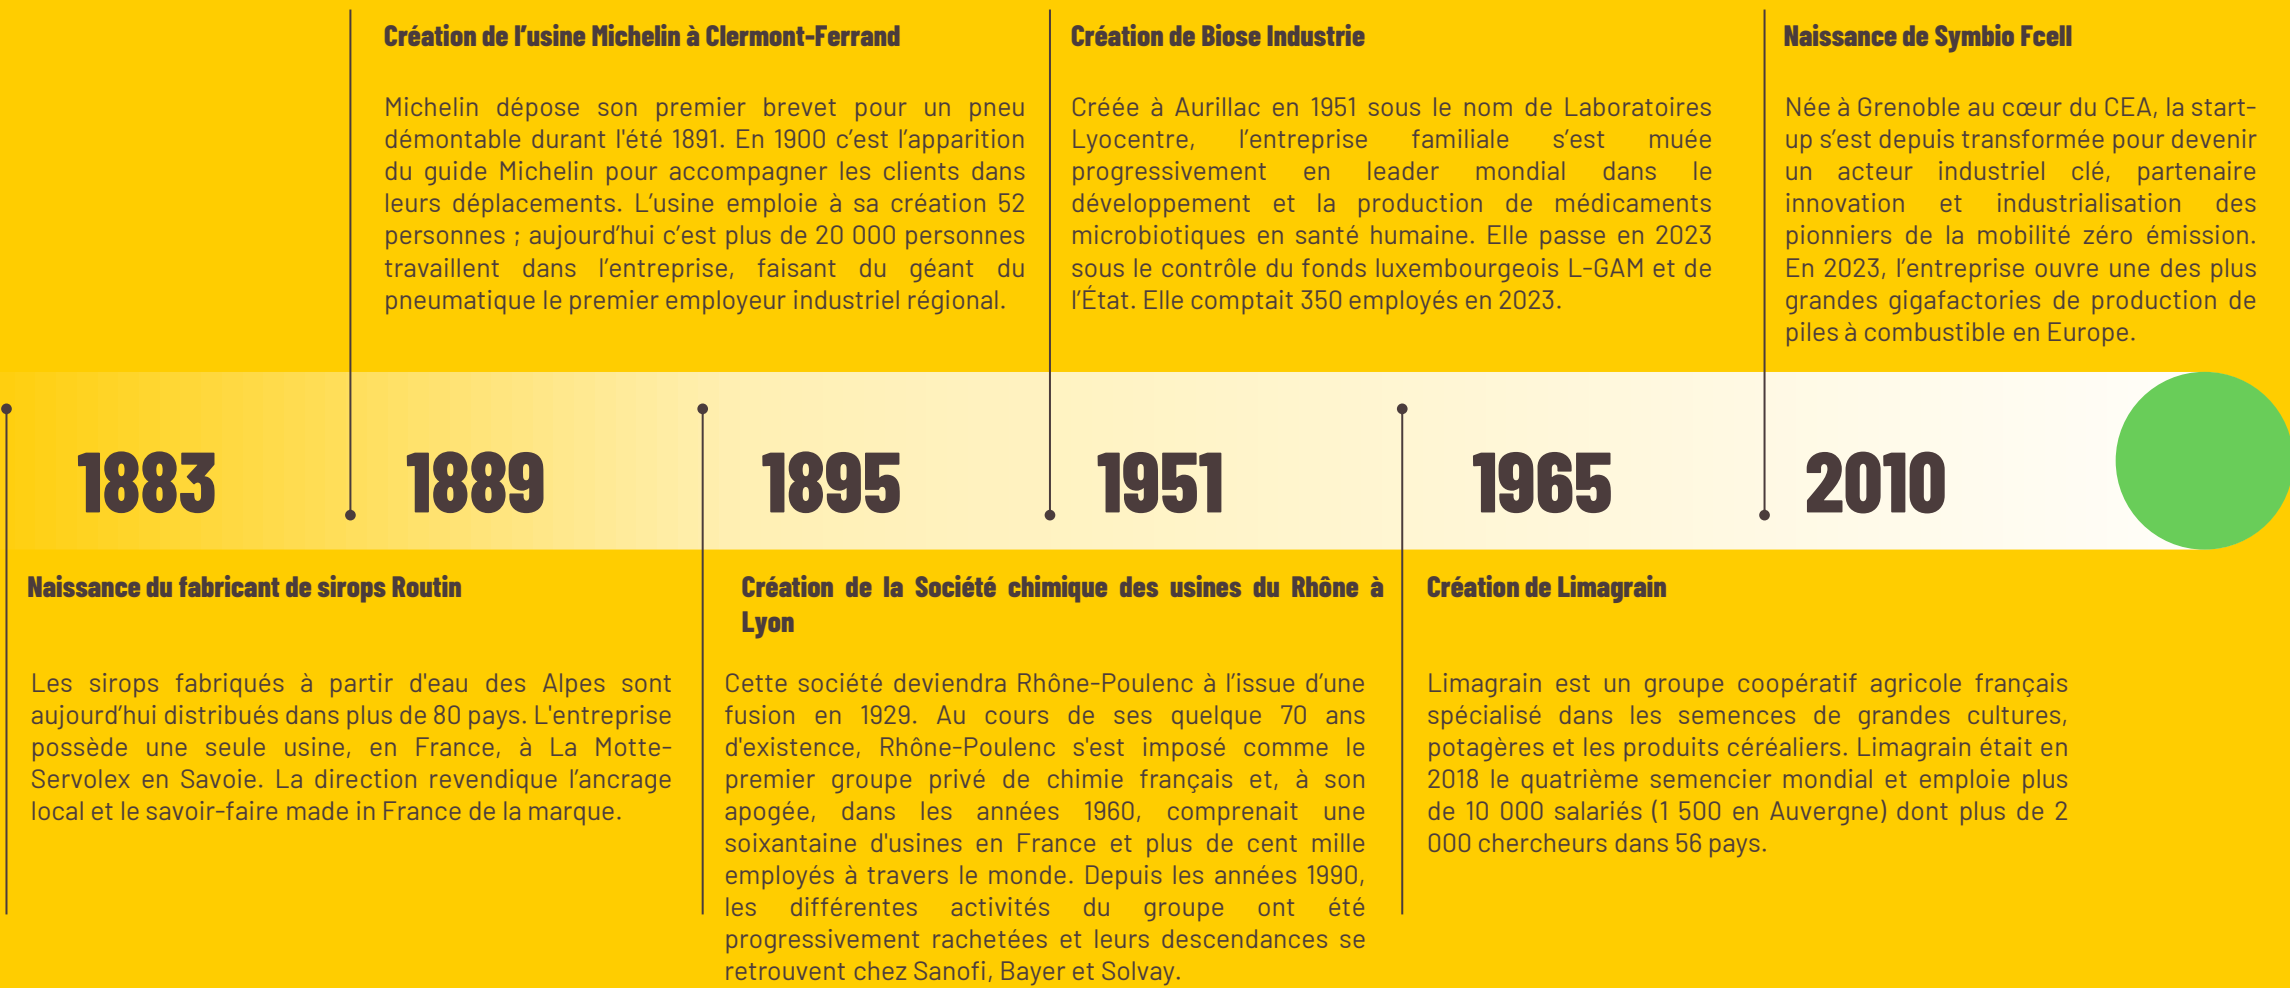 Création de l’usine Michelin à Clermont-Ferrand
Michelin dépose son premier brevet pour un pneu
démontable durant l'été 1891. En 1900 c’est l’apparition
du guide Michelin pour accompagner les clients dans
leurs déplacements. L’usine emploie à sa création 52
personnes ; aujourd’hui c’est plus de 20 000 personnes
travaillent dans l’entreprise, faisant du géant du
pneumatique le premier employeur industriel régional.
Création de Biose Industrie
Créée à Aurillac en 1951 sous le nom de Laboratoires
Lyocentre, l’entreprise familiale s’est muée
progressivement en leader mondial dans le
développement et la production de médicaments
microbiotiques en santé humaine. Elle passe en 2023
sous le contrôle du fonds luxembourgeois L-GAM et de
l’État. Elle comptait 350 employés en 2023.
Naissance de Symbio Fcell
Née à Grenoble au cœur du CEA, la start-
up s’est depuis transformée pour devenir
un acteur industriel clé, partenaire
innovation et industrialisation des
pionniers de la mobilité zéro émission.
En 2023, l’entreprise ouvre une des plus
grandes gigafactories de production de
piles à combustible en Europe.
1883
1889
1895
1951
1965
2010
Naissance du fabricant de sirops Routin
Les sirops fabriqués à partir d'eau des Alpes sont
aujourd’hui distribués dans plus de 80 pays. L'entreprise
possède une seule usine, en France, à La Motte-
Servolex en Savoie. La direction revendique l’ancrage
local et le savoir-faire made in France de la marque.
Création de la Société chimique des usines du Rhône à
Lyon
Cette société deviendra Rhône-Poulenc à l’issue d’une
fusion en 1929. Au cours de ses quelque 70 ans
d'existence, Rhône-Poulenc s'est imposé comme le
premier groupe privé de chimie français et, à son
apogée, dans les années 1960, comprenait une
soixantaine d'usines en France et plus de cent mille
employés à travers le monde. Depuis les années 1990,
les différentes activités du groupe ont été
progressivement rachetées et leurs descendances se
retrouvent chez Sanofi, Bayer et Solvay.
Création de Limagrain
Limagrain est un groupe coopératif agricole français
spécialisé dans les semences de grandes cultures,
potagères et les produits céréaliers. Limagrain était en
2018 le quatrième semencier mondial et emploie plus
de 10 000 salariés (1 500 en Auvergne) dont plus de 2
000 chercheurs dans 56 pays.